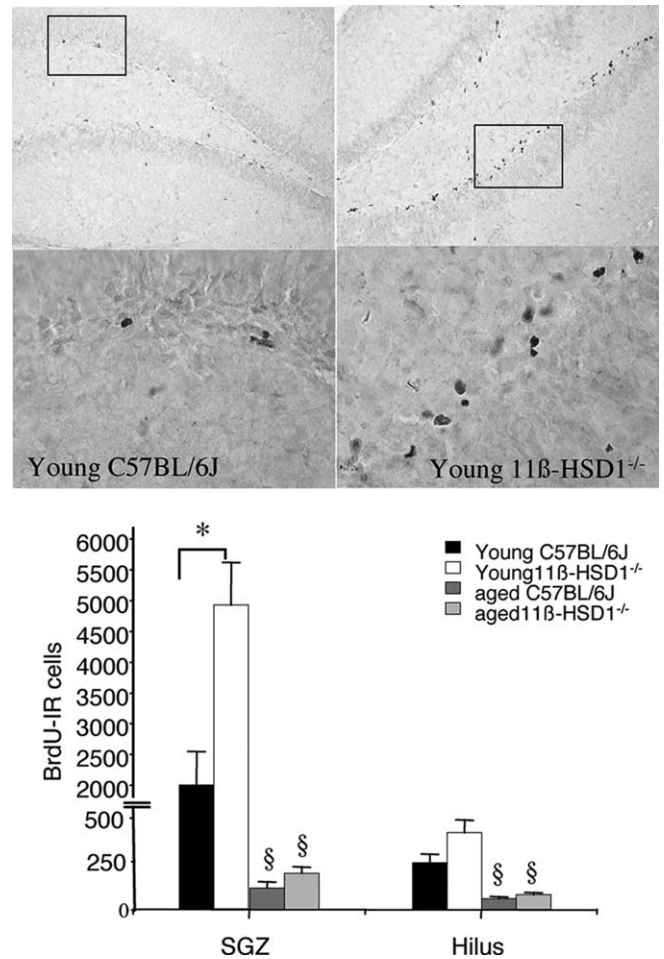 Young C57BL/6J
Young 11ß-HSD1-/-
*
6000
5500
5000
4500
4000
3500
3000
2500
2000
500
250
0
BrdU-IR cells
Young C57BL/6J
Young11ß-HSD1-/-
aged C57BL/6J
aged11ß-HSD1-/-
§
§
§
§
SGZ
Hilus